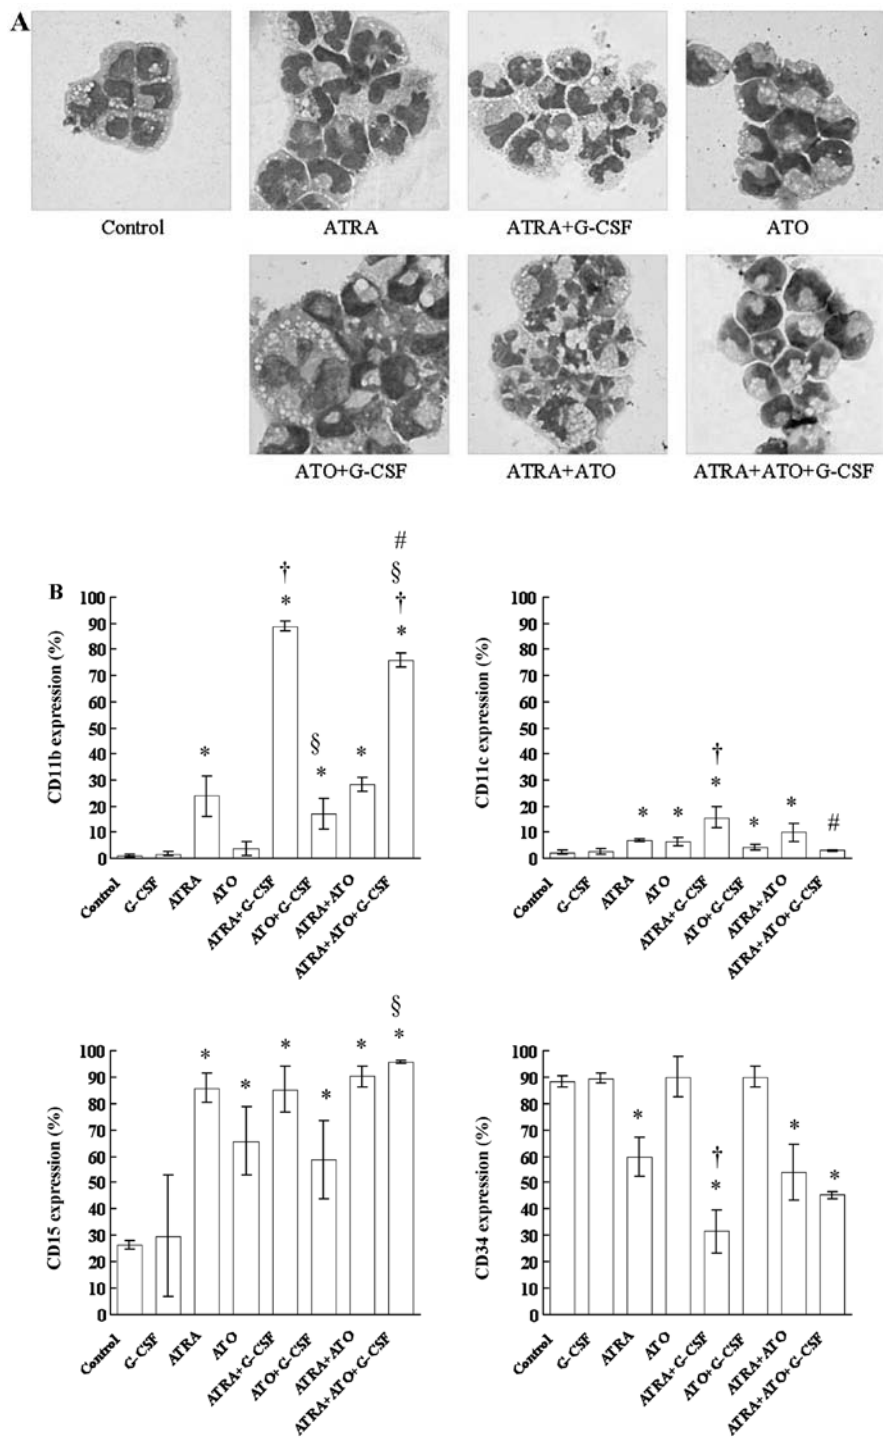 A
Control
ATRA
ATRA+G-CSF
ATO
ATO+G-CSF
ATRA+ATO
ATRA+ATO+G-CSF
B
CD11b expression (%)
100
90
80
70
60
50
40
30
20
10
0
*
† *
§ *
*
# § † *
Control
G-CSF
ATRA
ATO
ATRA+G-CSF
ATO+G-CSF
ATRA+ATO
ATRA+ATO+G-CSF
CD11c expression (%)
100
90
80
70
60
50
40
30
20
10
0
*
*
† *
*
*
#
Control
G-CSF
ATRA
ATO
ATRA+G-CSF
ATO+G-CSF
ATRA+ATO
ATRA+ATO+G-CSF
CD15 expression (%)
100
90
80
70
60
50
40
30
20
10
0
*
*
*
*
*
§ *
Control
G-CSF
ATRA
ATO
ATRA+G-CSF
ATO+G-CSF
ATRA+ATO
ATRA+ATO+G-CSF
CD34 expression (%)
100
90
80
70
60
50
40
30
20
10
0
*
† *
*
*
Control
G-CSF
ATRA
ATO
ATRA+G-CSF
ATO+G-CSF
ATRA+ATO
ATRA+ATO+G-CSF